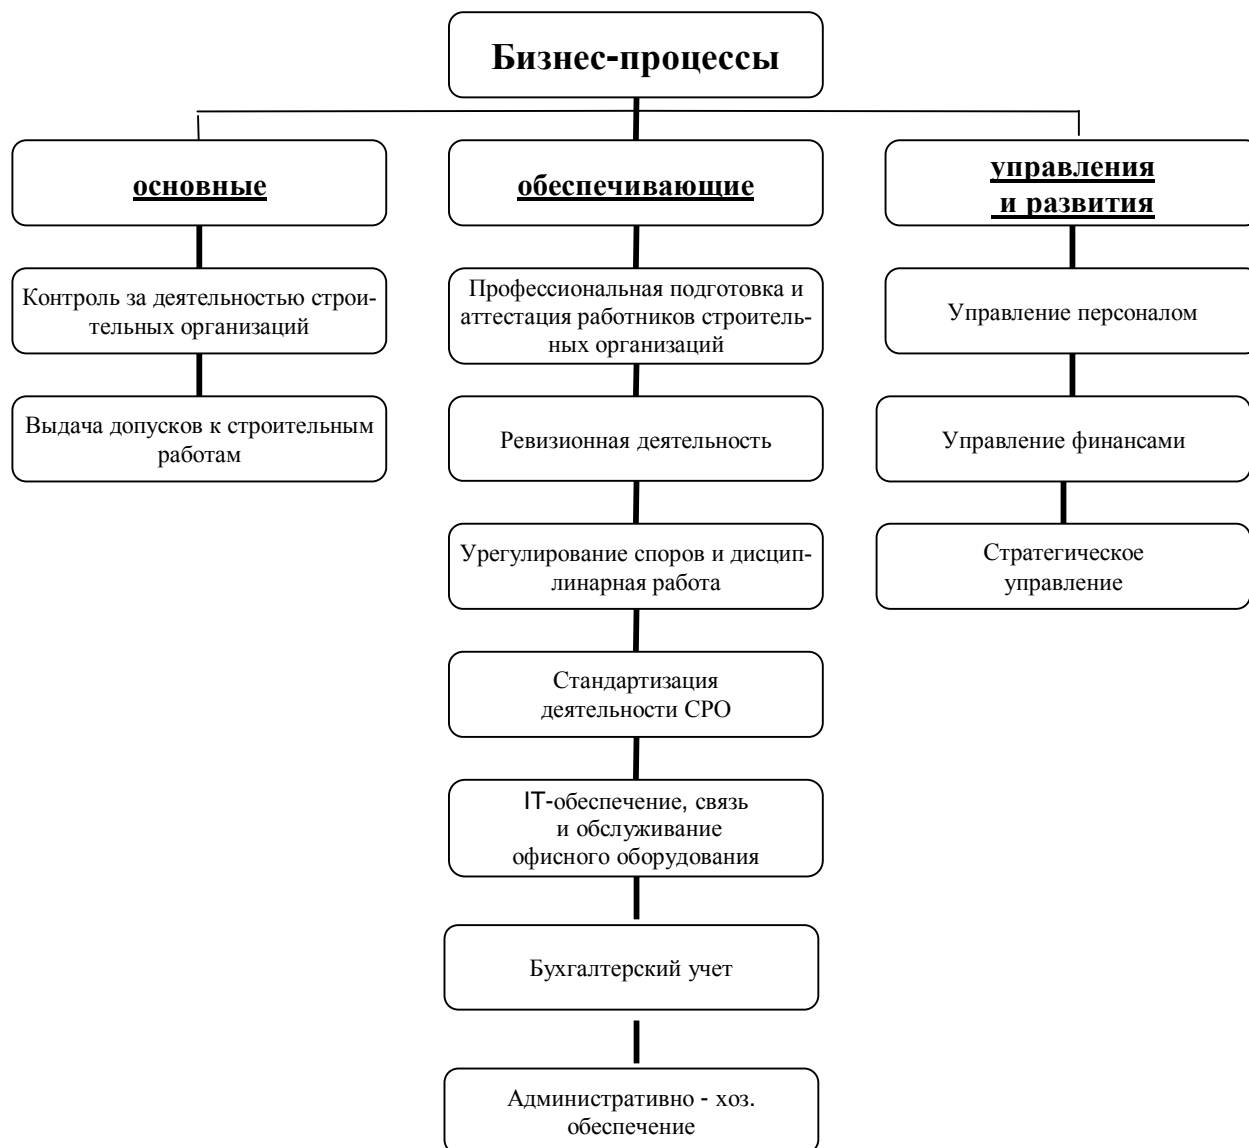 Бизнес-процессы
основные
Контроль за деятельностью строи-
тельных организаций
Выдача допусков к строительным
работам
обеспечивающие
Профессиональная подготовка и
аттестация работников строитель-
ных организаций
Ревизионная деятельность
Урегулирование споров и дисцип-
линарная работа
Стандартизация
деятельности СРО
IT-обеспечение, связь
и обслуживание
офисного оборудования
Бухгалтерский учет
Административно - хоз.
обеспечение
управления
и развития
Управление персоналом
Управление финансами
Стратегическое
управление